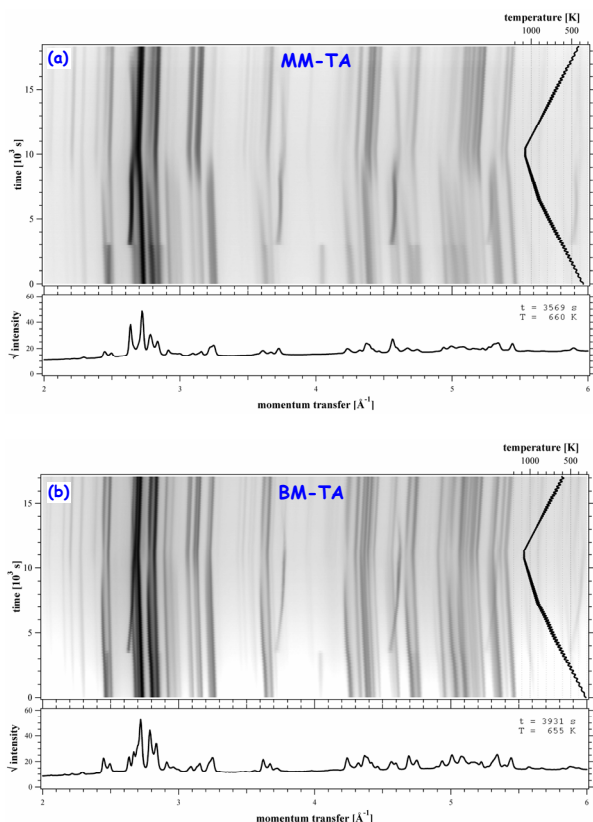 temperature [K]
1000 500
(a) MM-TA
15
10
5
0
time [10³ s]
60
40
20
0
√ intensity
t = 3569 s
T = 660 K
2 3 4 5 6
momentum transfer [Å⁻¹]
temperature [K]
1000 500
(b) BM-TA
15
10
5
0
time [10³ s]
60
40
20
0
√ intensity
t = 3931 s
T = 655 K
2 3 4 5 6
momentum transfer [Å⁻¹]